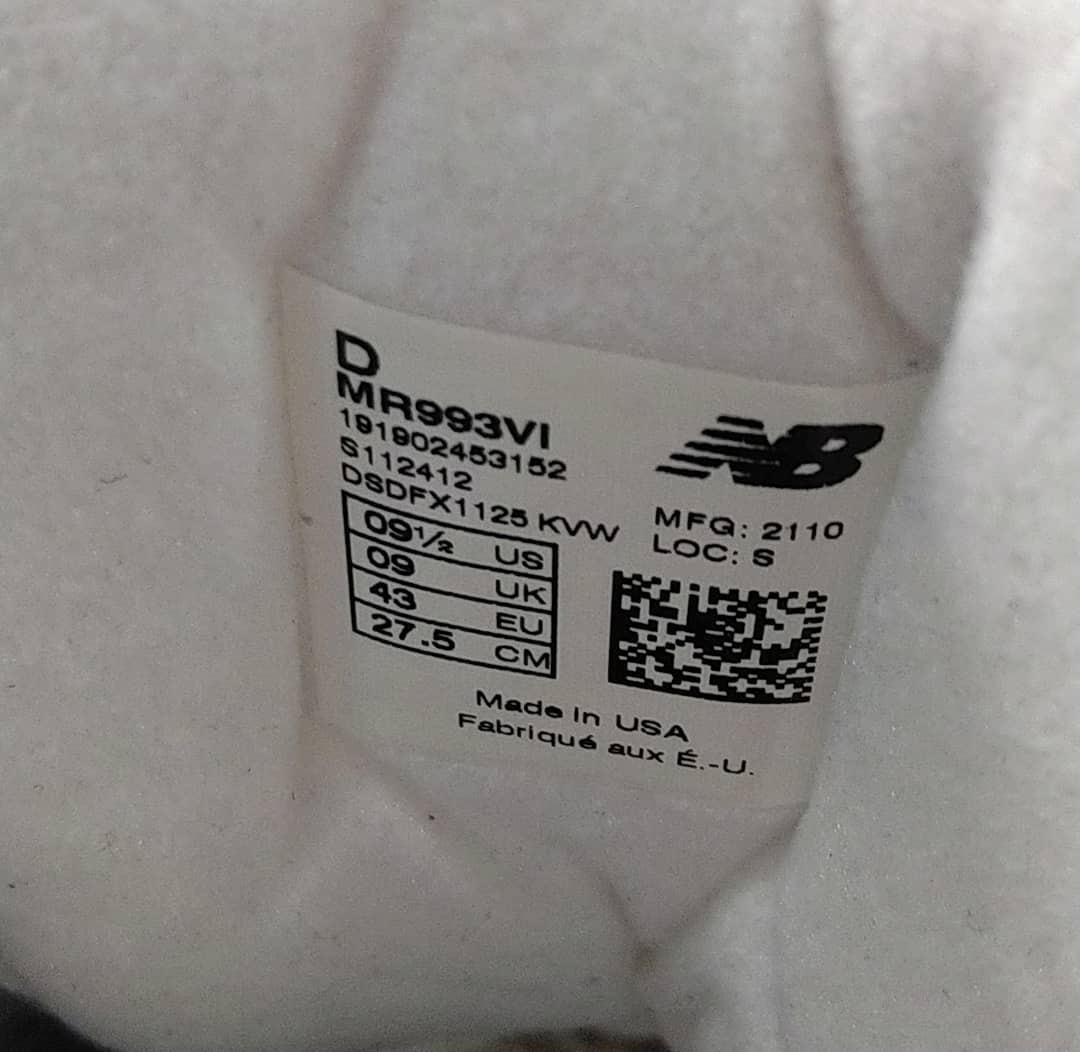 D
MR993VI
191902453152
S112412
DSDFX1125 KVW
09½ US
09 UK
43 EU
27.5 CM
NB
MFG: 2110
LOC: S
Made in USA
Fabriqué aux É.-U.